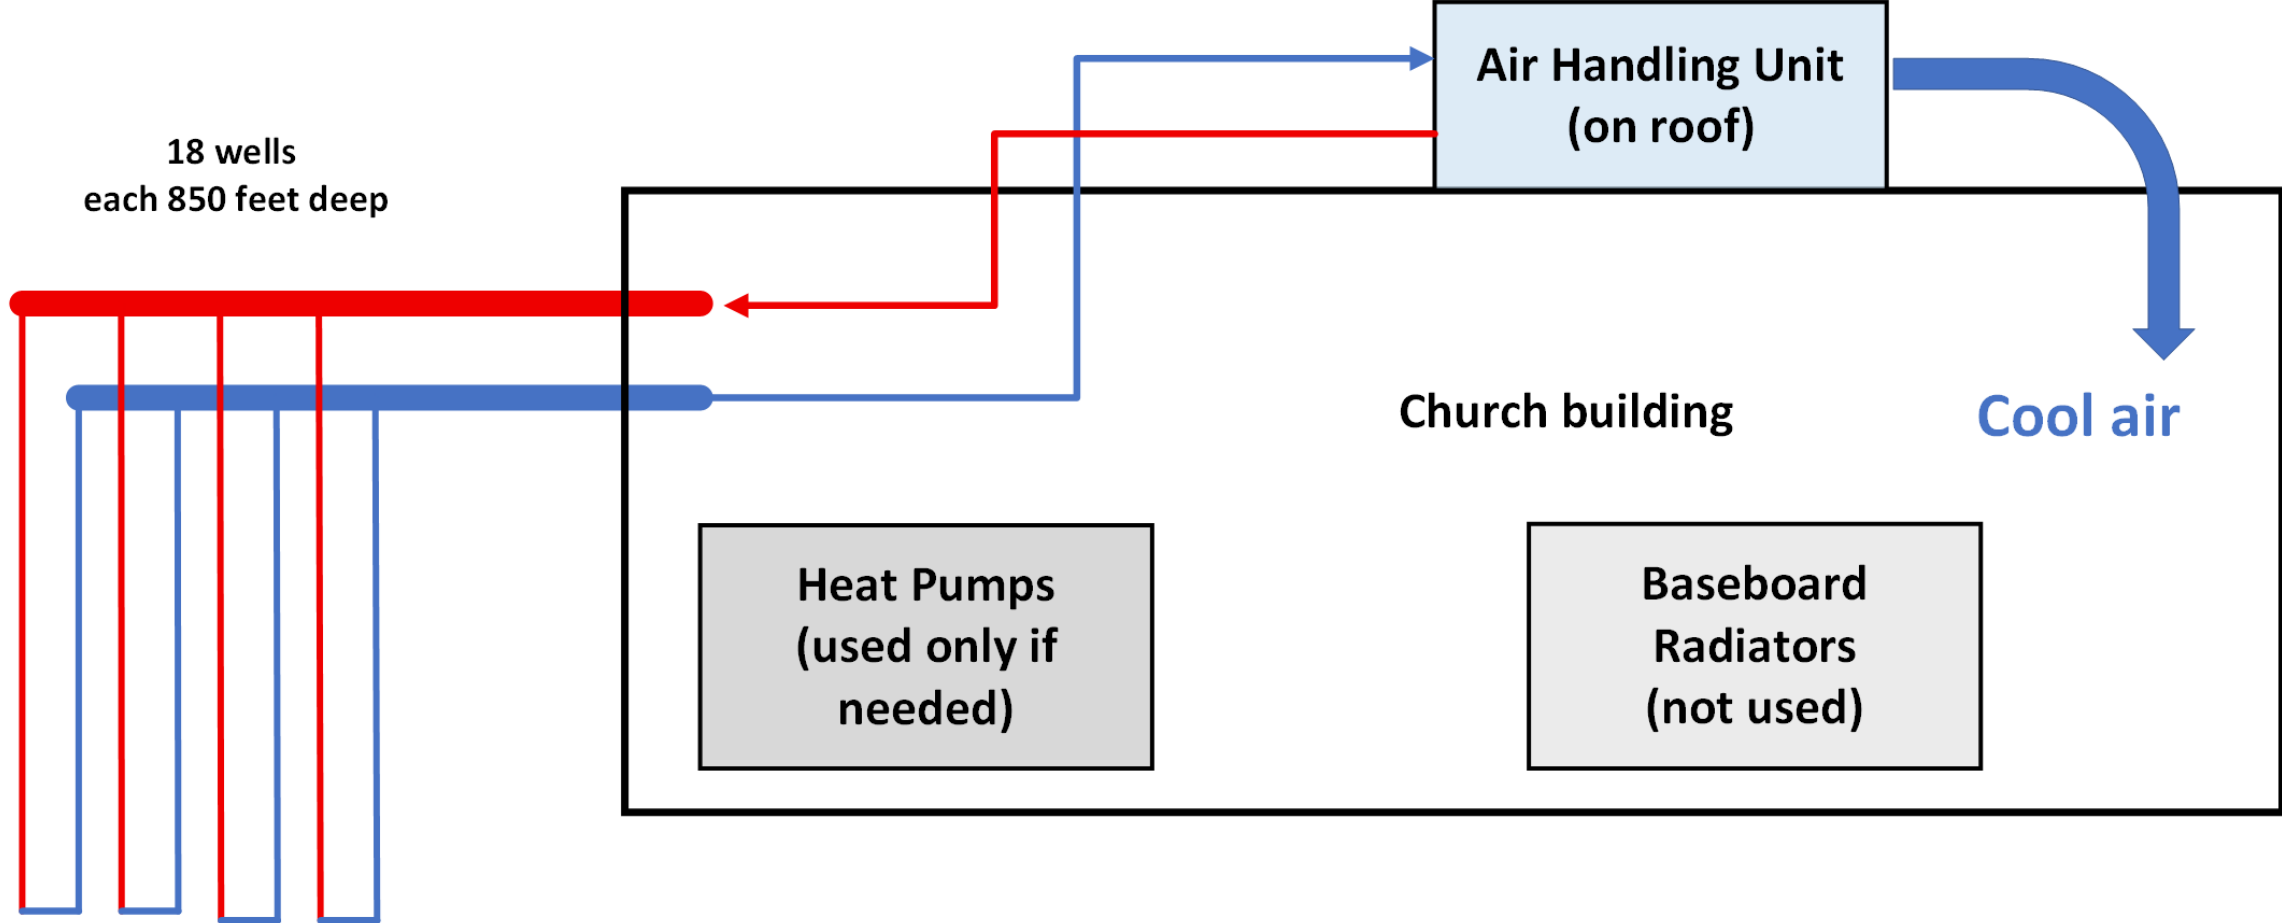 Air Handling Unit
(on roof)
18 wells
each 850 feet deep
Church building
Cool air
Heat Pumps
(used only if
needed)
Baseboard
Radiators
(not used)